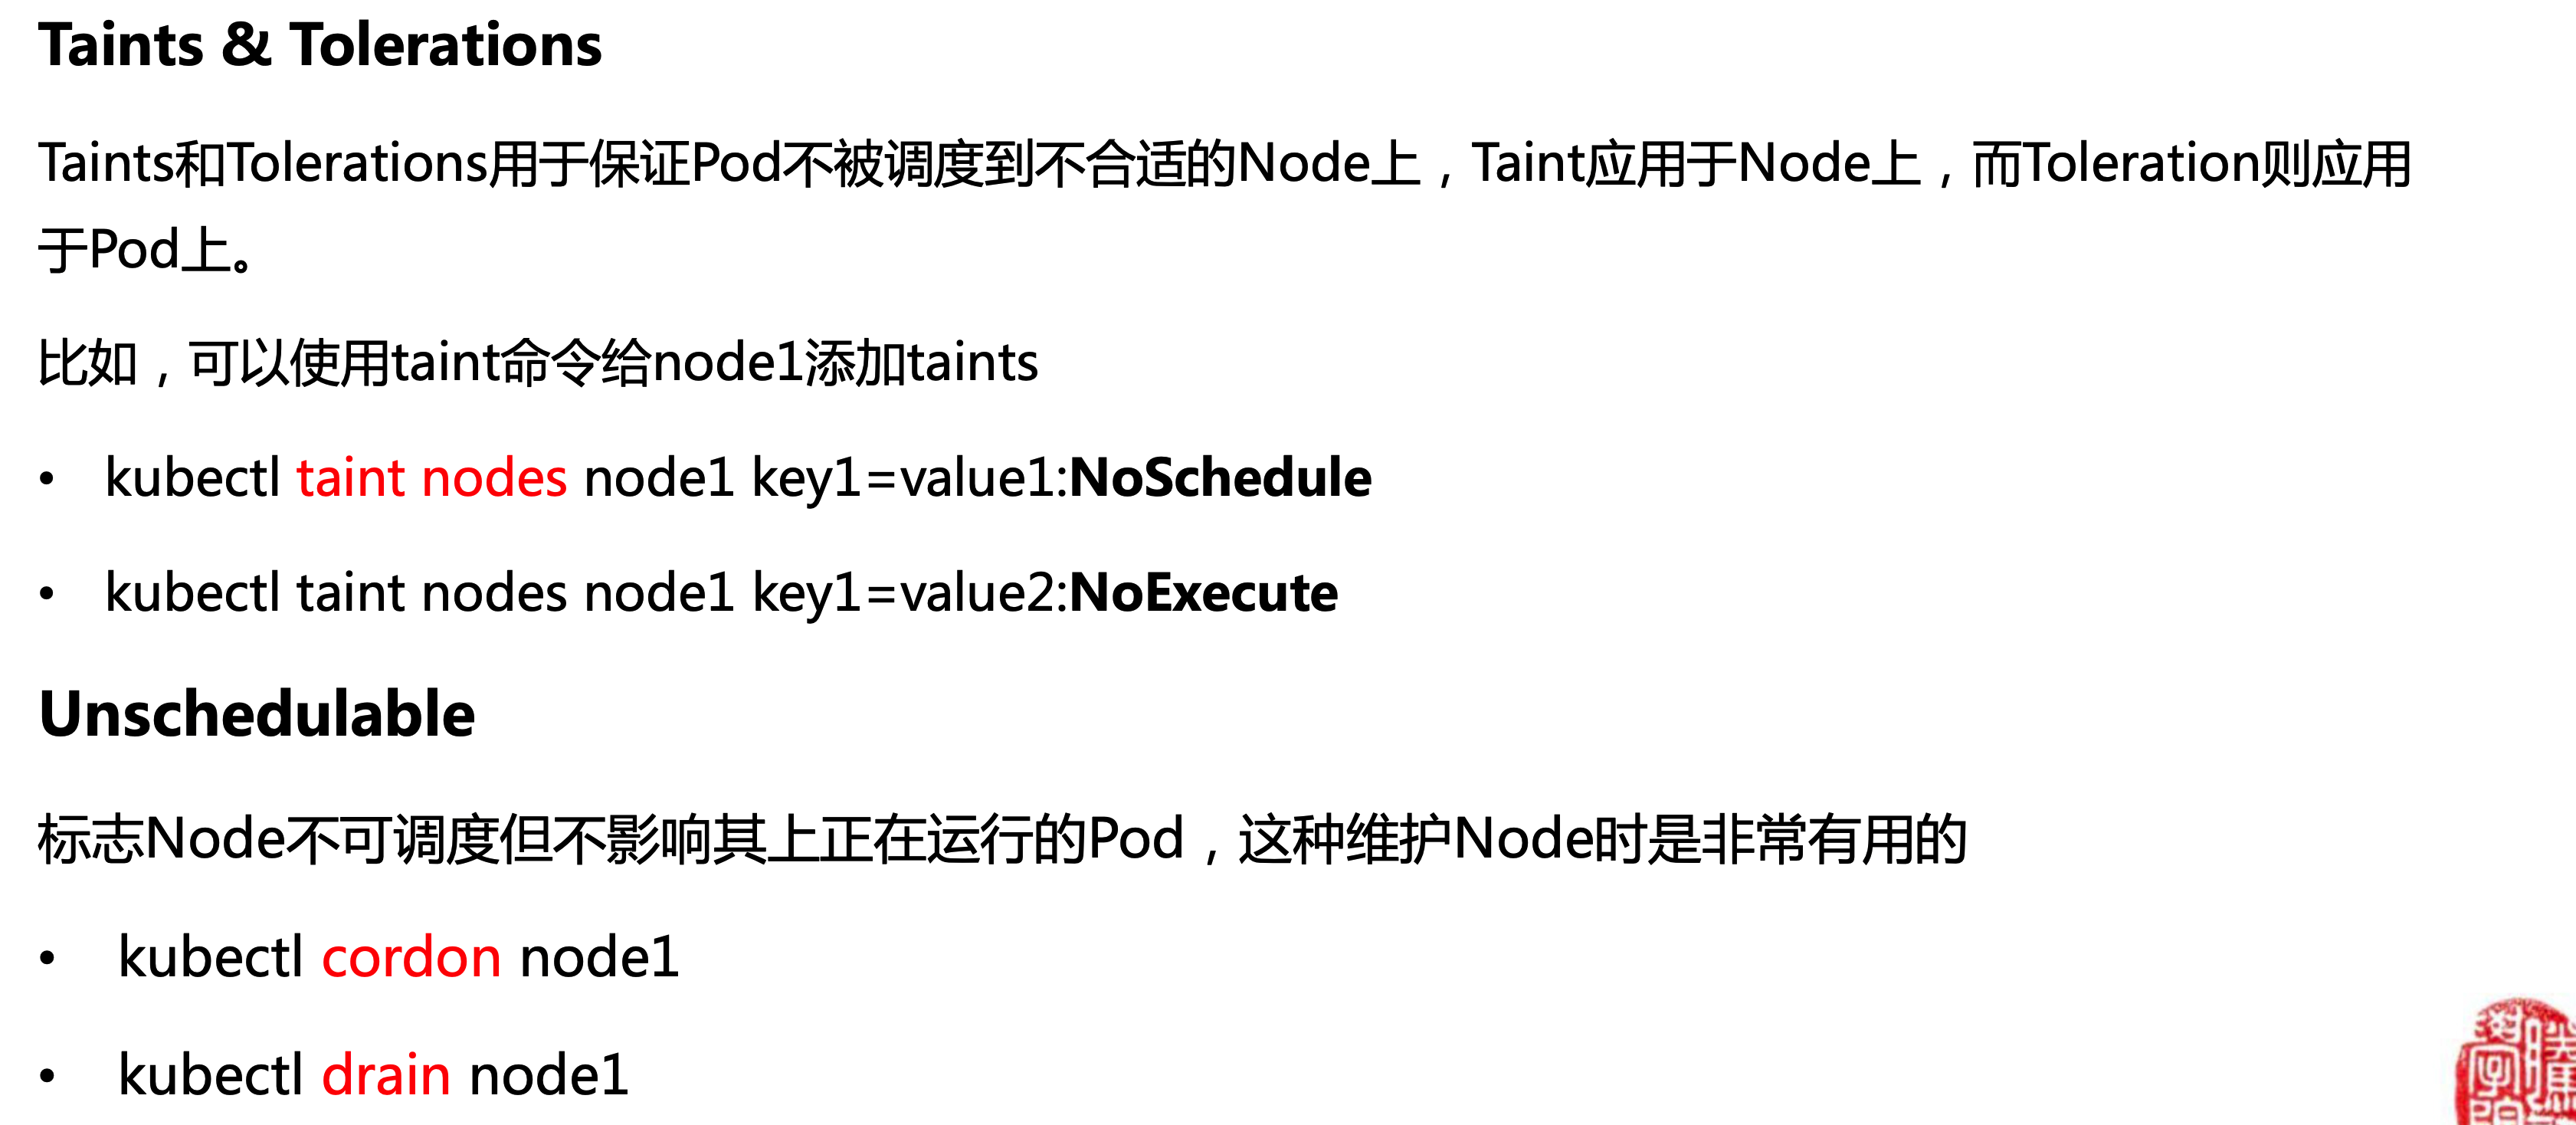 Taints & Tolerations
Taints和Tolerations用于保证Pod不被调度到不合适的Node上，Taint应用于Node上，而Toleration则应用
于Pod上。
比如，可以使用taint命令给node1添加taints
• kubectl taint nodes node1 key1=value1:NoSchedule
• kubectl taint nodes node1 key1=value2:NoExecute
Unschedulable
标志Node不可调度但不影响其上正在运行的Pod，这种维护Node时是非常有用的
• kubectl cordon node1
• kubectl drain node1